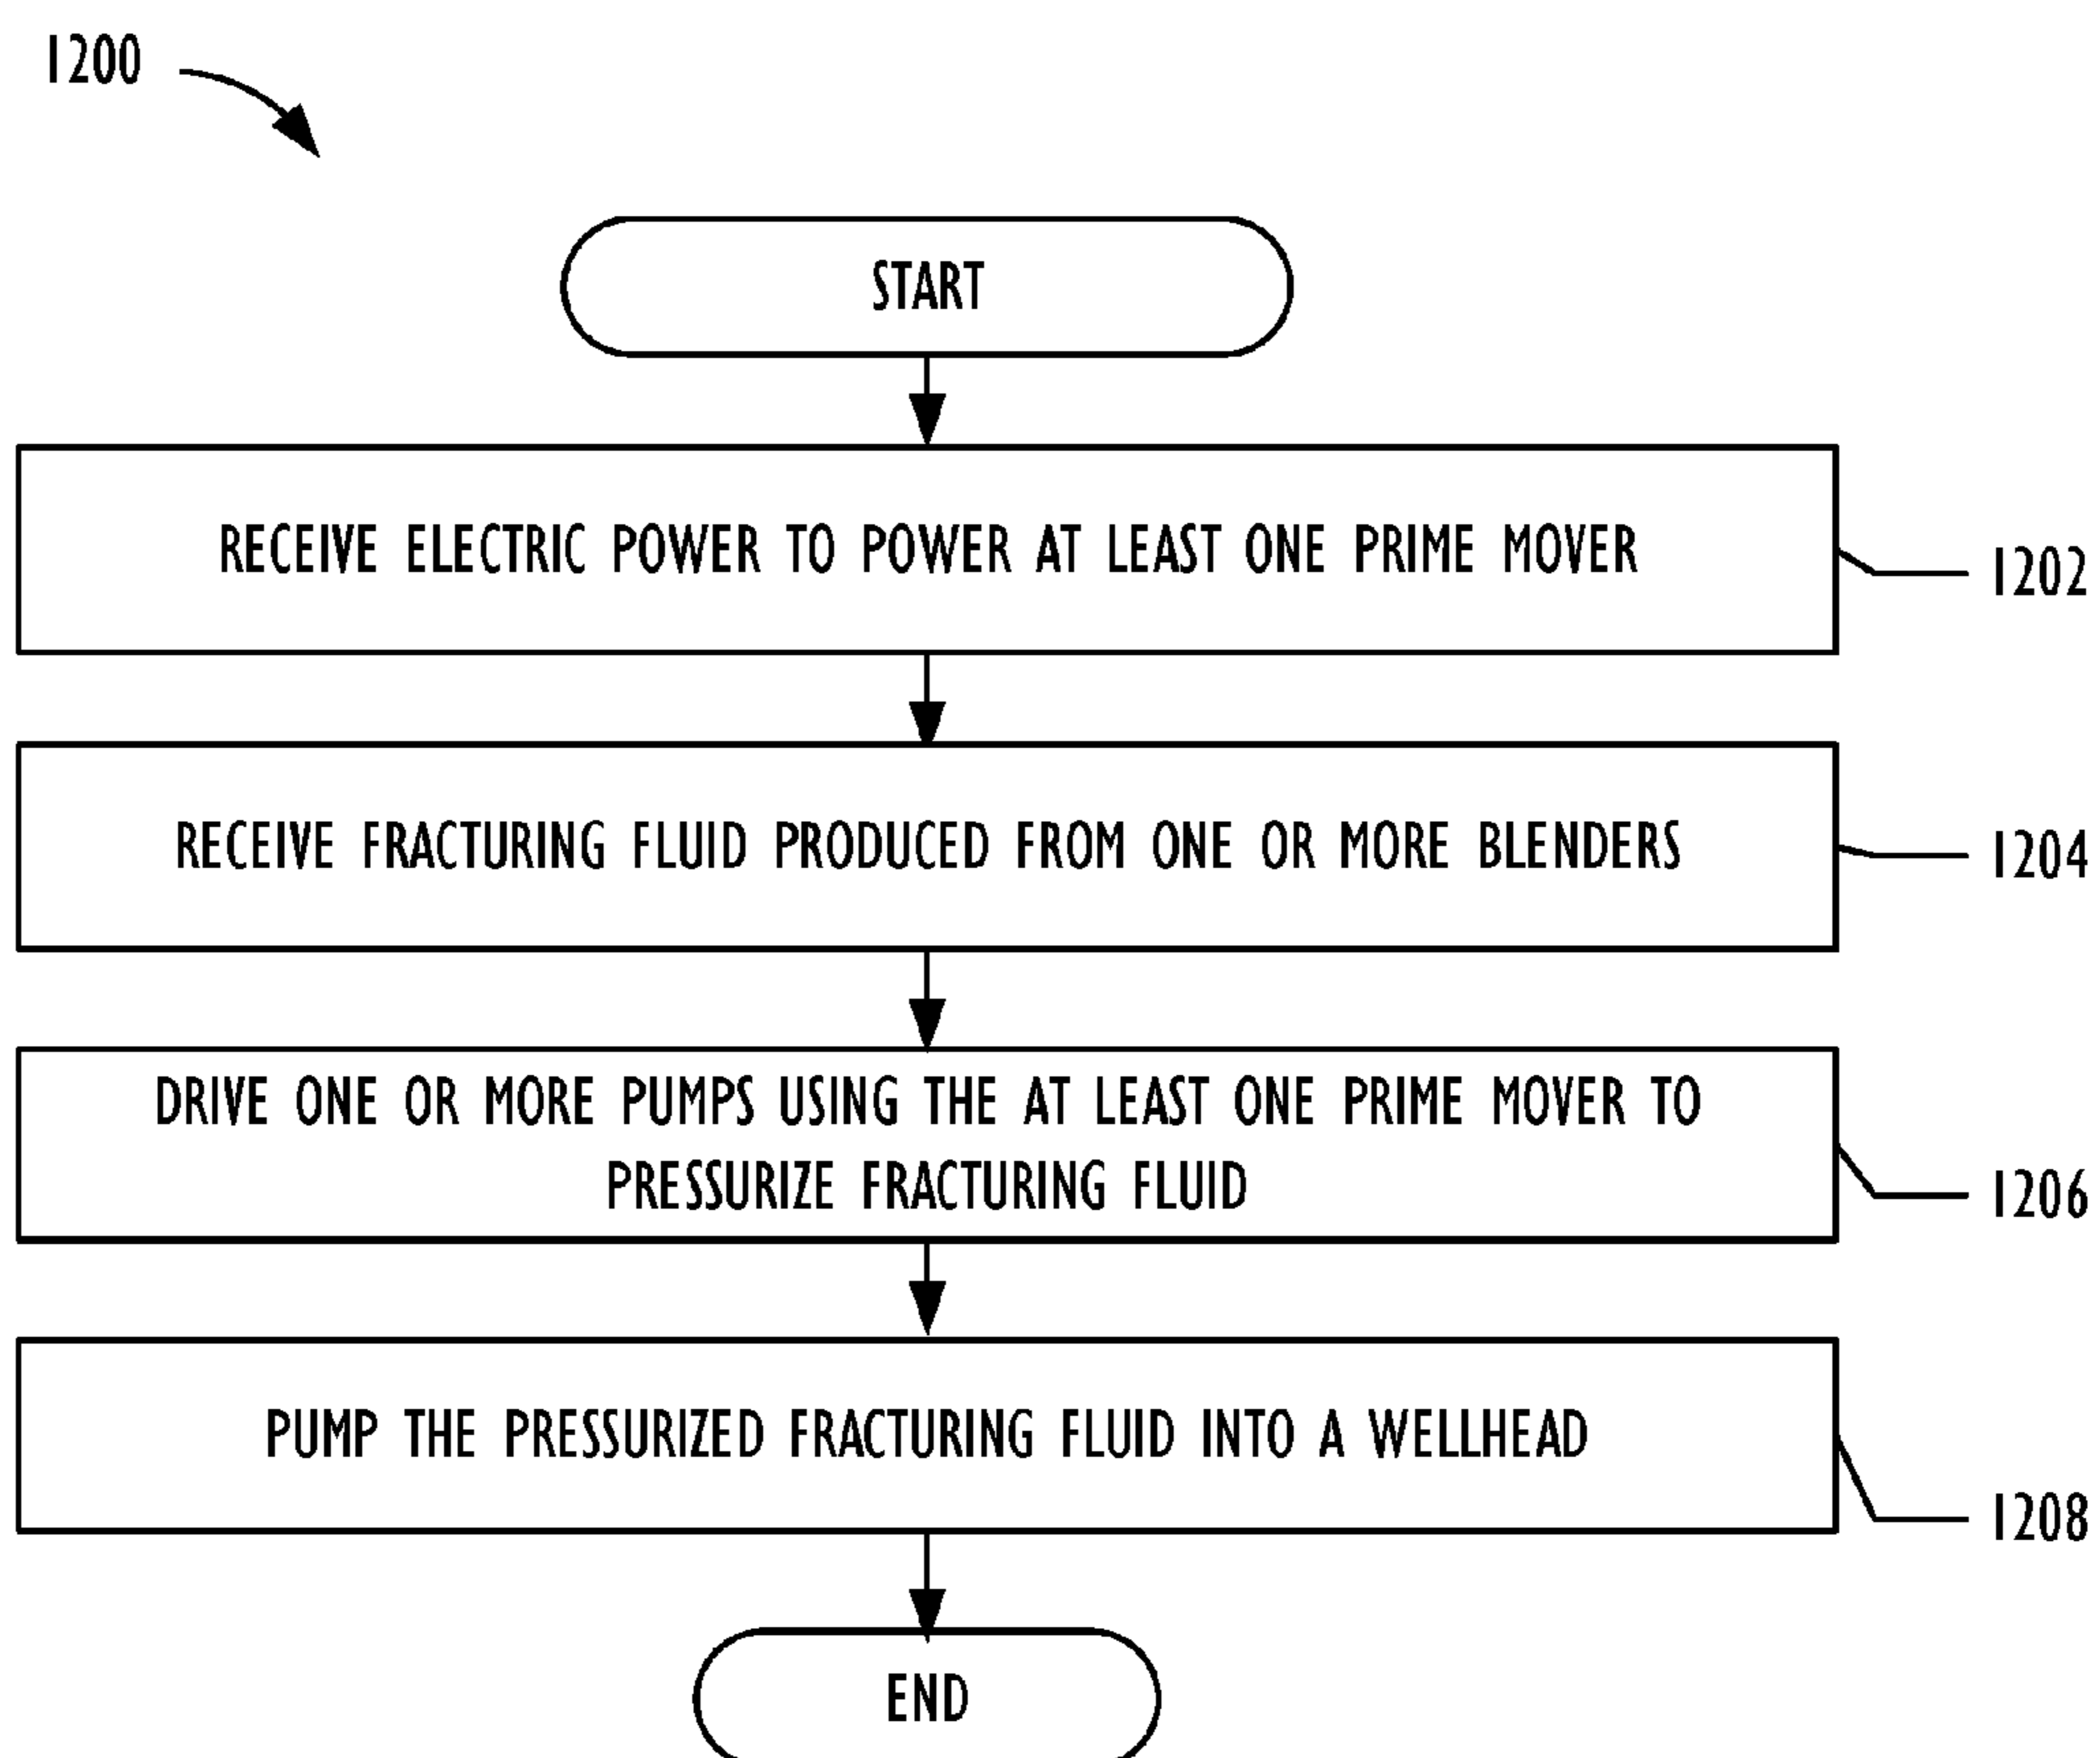 1200
START
RECEIVE ELECTRIC POWER TO POWER AT LEAST ONE PRIME MOVER
1202
RECEIVE FRACTURING FLUID PRODUCED FROM ONE OR MORE BLENDERS
1204
DRIVE ONE OR MORE PUMPS USING THE AT LEAST ONE PRIME MOVER TO
PRESSURIZE FRACTURING FLUID
1206
PUMP THE PRESSURIZED FRACTURING FLUID INTO A WELLHEAD
1208
END